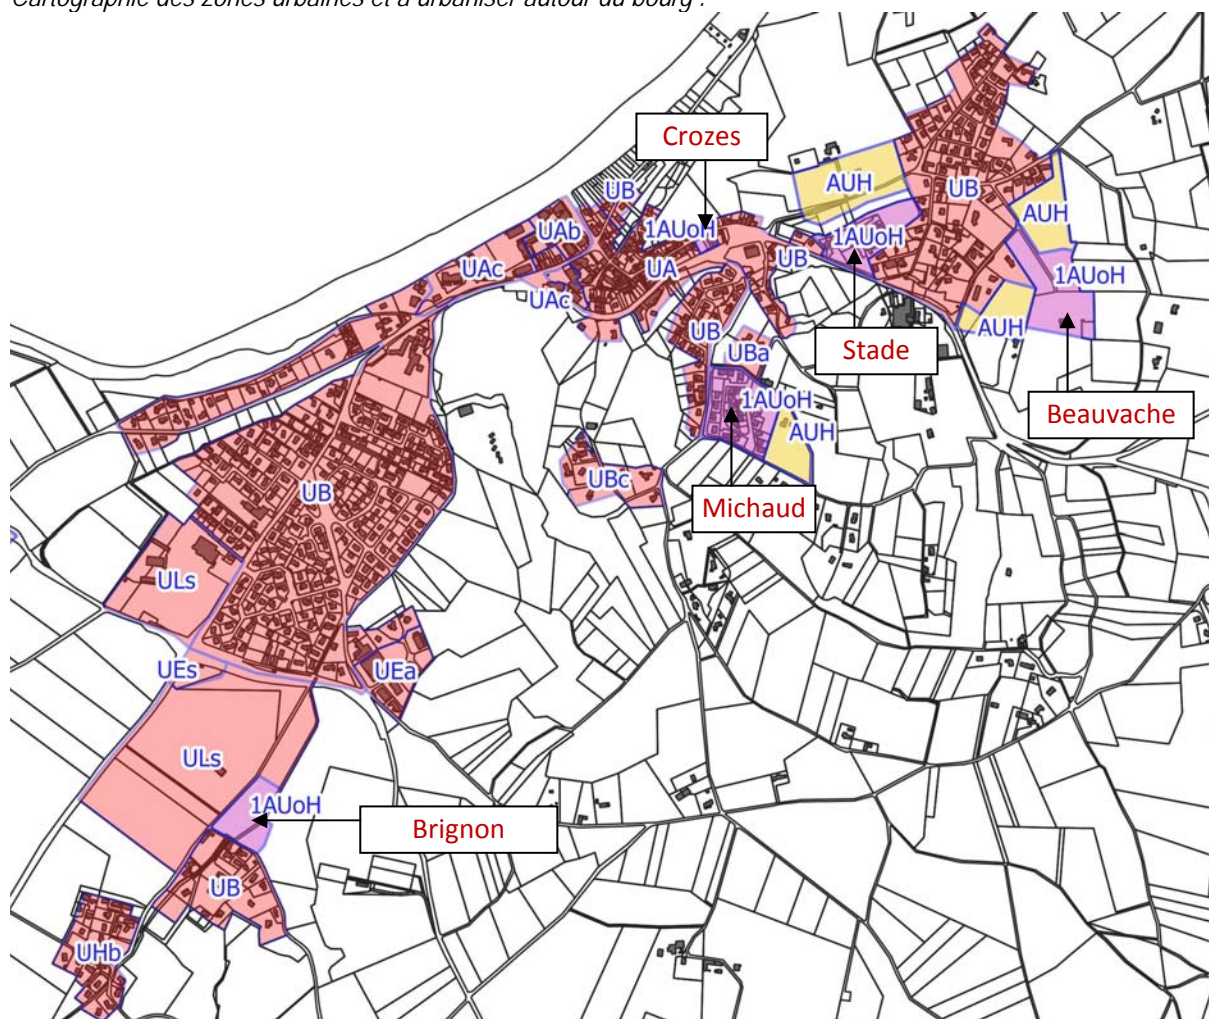 Cartographie des zones urbaines et à urbaniser autour du bourg :
Crozes
AUH
UB
UB
AUH
1AUoH
1AUoH
UAb
UB
UA
UAc
1AUoH
UAc
AUH
UB
Stade
UBa
1AUoH
Beauvache
AUH
UBc
UB
Michaud
ULs
UEs
UEa
ULs
1AUoH
Brignon
UB
UHb